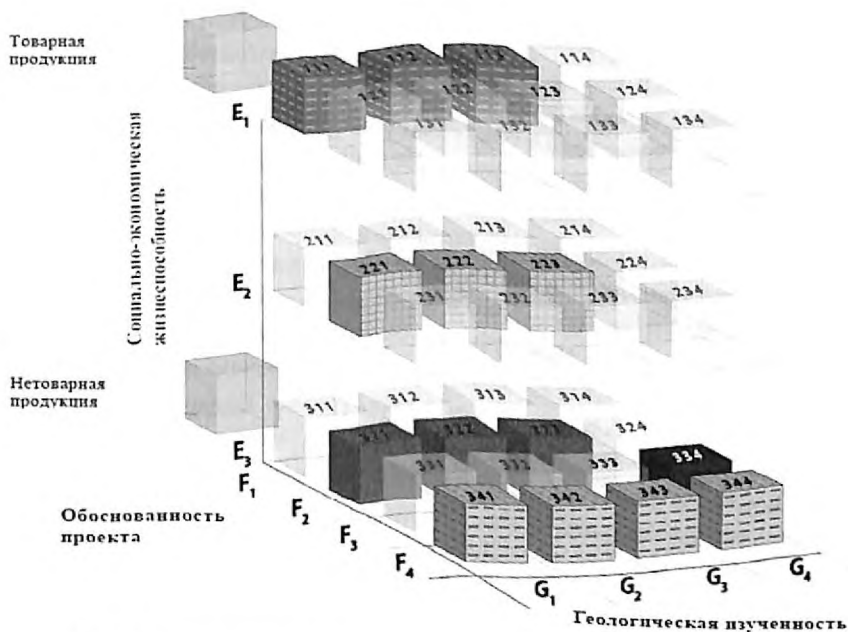 Товарная
продукция
Социально-экономическая
жизнеспособность
E1
111 112 113 114
121 122 123 124
131 132 133 134
E2
211 212 213 214
221 222 223 224
231 232 233 234
Нетоварная
продукция
E3
311 312 313 314
321 322 323 324
331 332 333 334
341 342 343 344
F1
F2
F3
F4
Обоснованность
проекта
G1
G2
G3
G4
Геологическая изученность